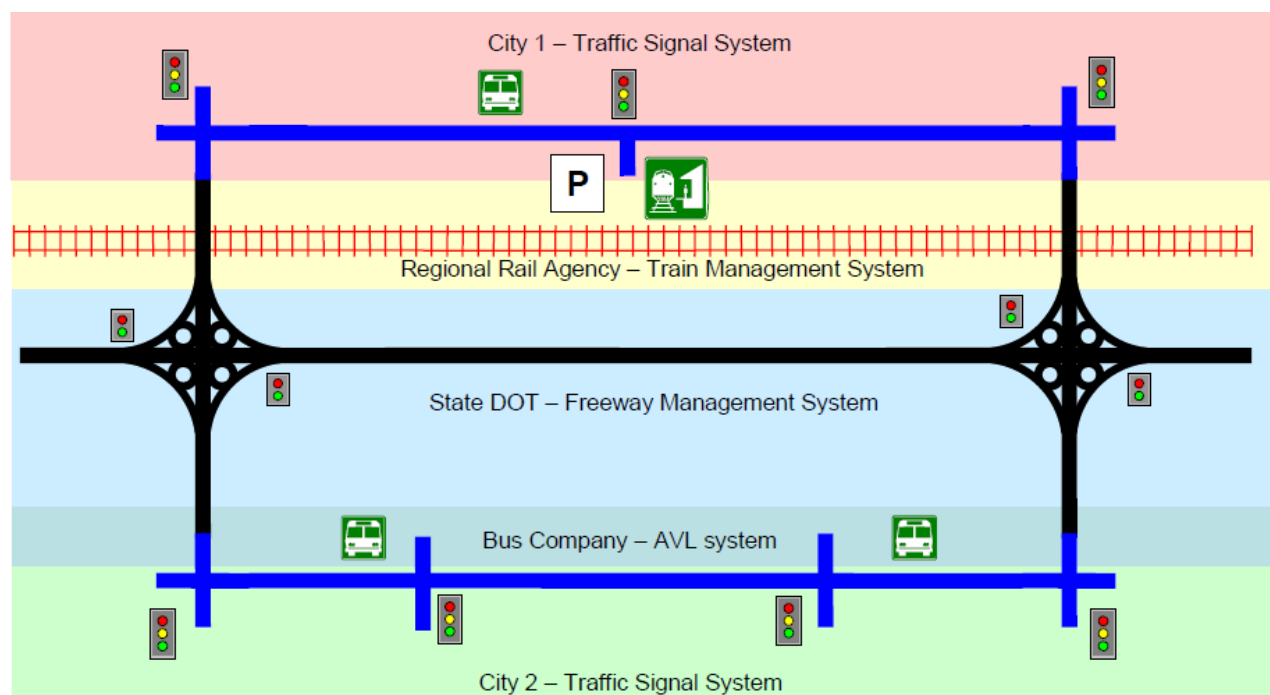 City 1 – Traffic Signal System
P
Regional Rail Agency – Train Management System
State DOT – Freeway Management System
Bus Company – AVL system
City 2 – Traffic Signal System